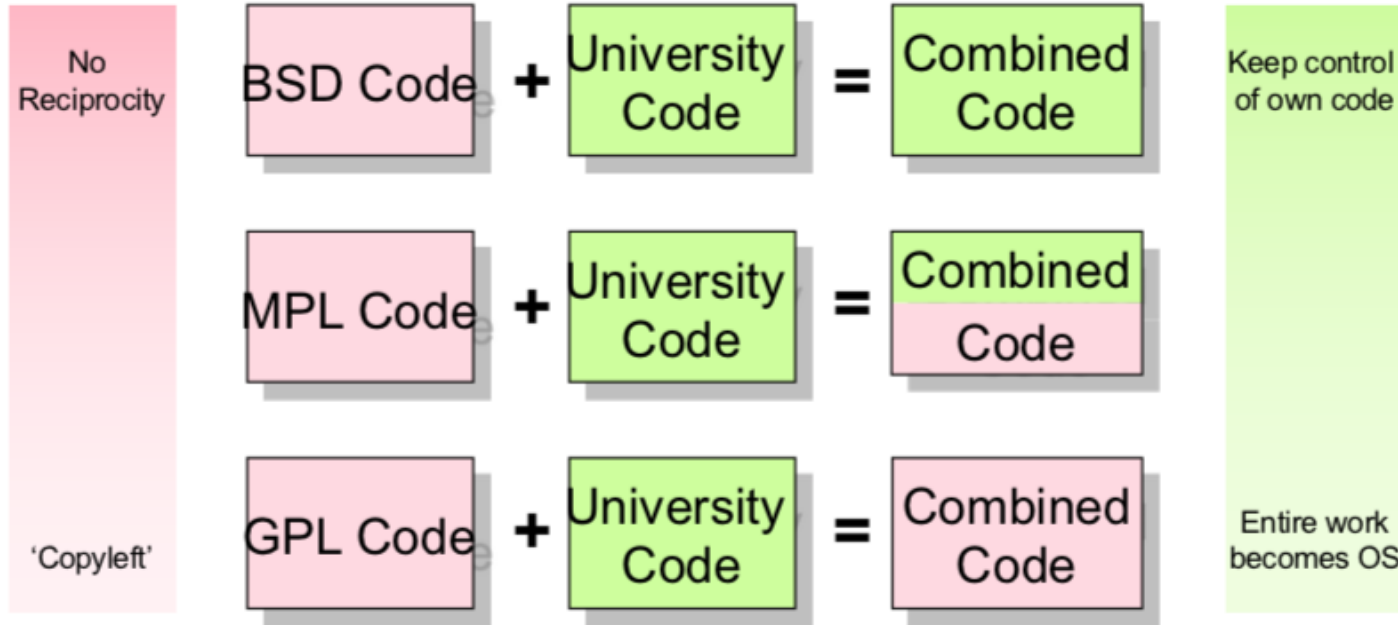 No
Reciprocity
BSD Code
+
University
Code
=
Combined
Code
Keep control
of own code
MPL Code
+
University
Code
=
Combined
Code
‘Copyleft’
GPL Code
+
University
Code
=
Combined
Code
Entire work
becomes OS